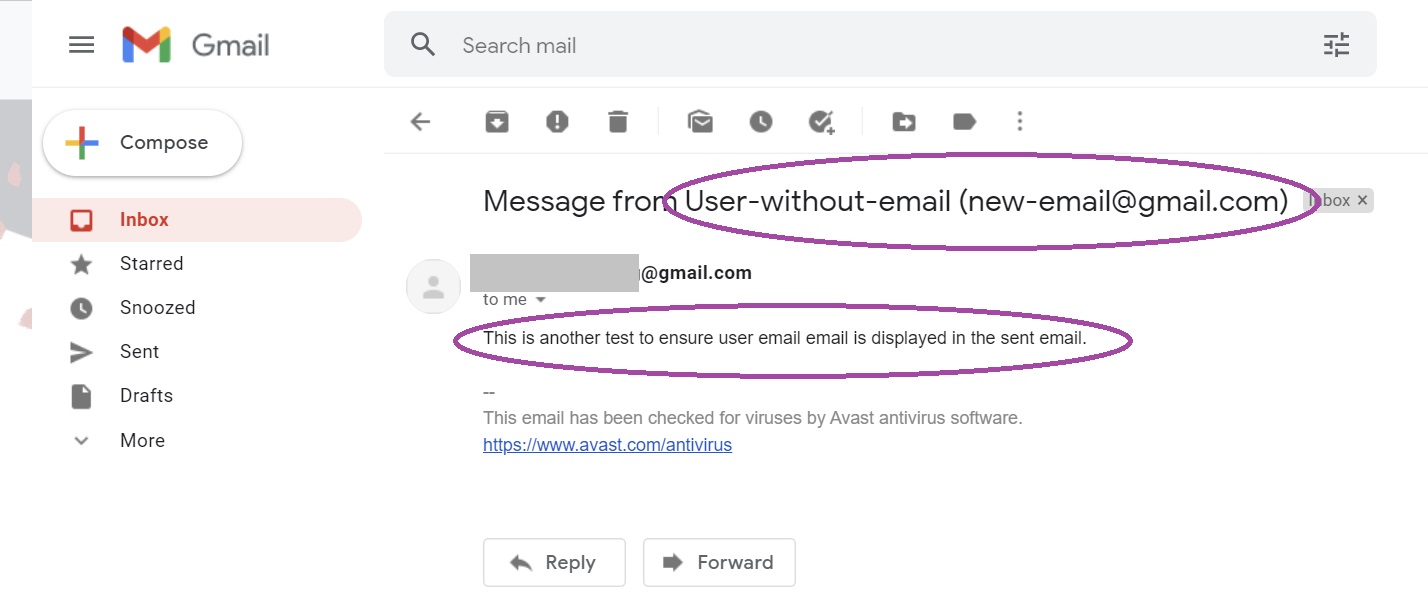 Gmail
Search mail
Compose
Inbox
Starred
Snoozed
Sent
Drafts
More
Message from User-without-email (new-email@gmail.com)
Inbox ×
@gmail.com
to me
This is another test to ensure user email email is displayed in the sent email.
--
This email has been checked for viruses by Avast antivirus software.
https://www.avast.com/antivirus
Reply
Forward